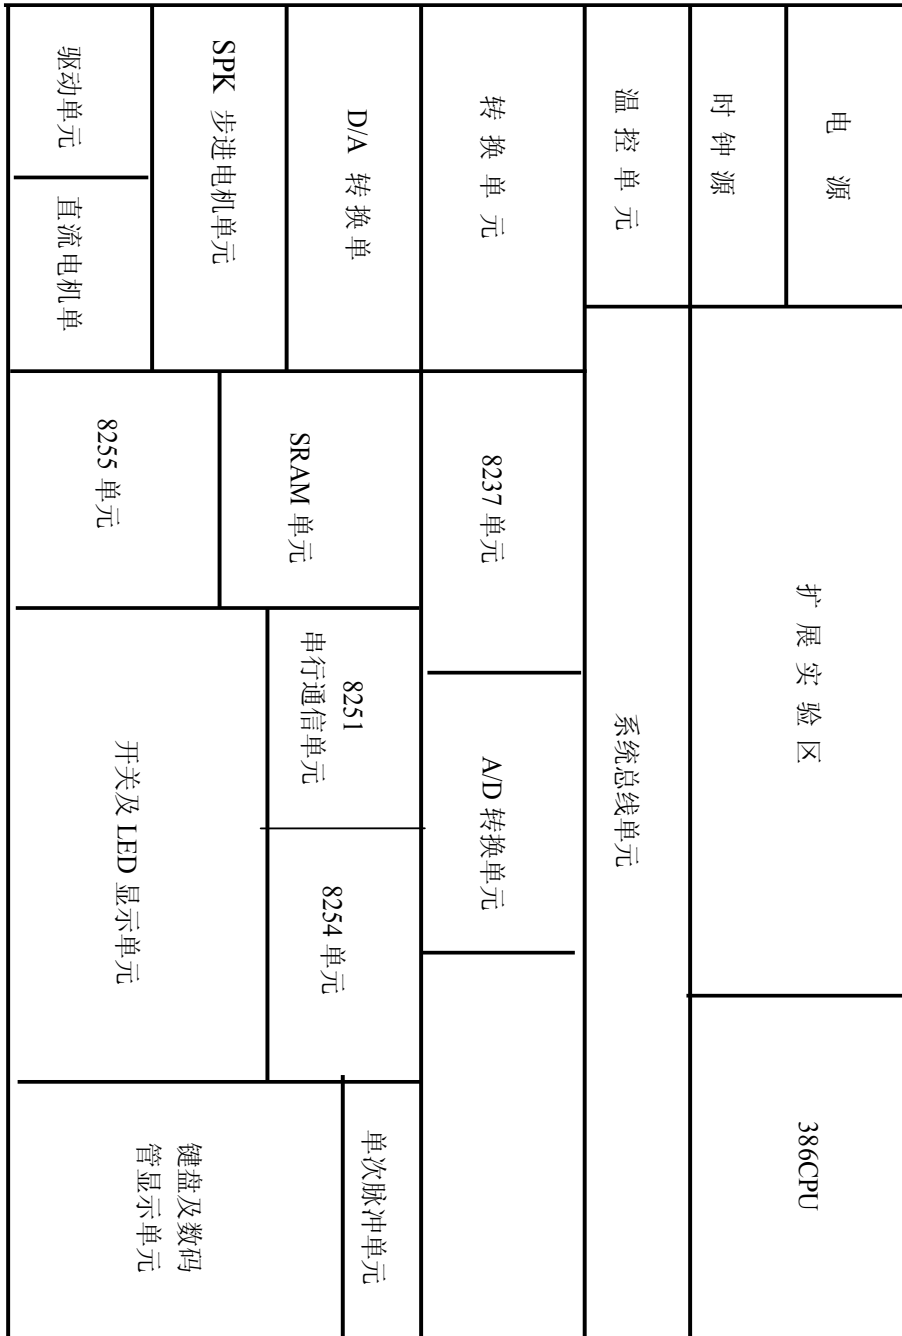 电 源
时 钟 源
扩 展 实 验 区
386CPU
温 控 单 元
系统总线单元
转 换 单 元
8237 单元
A/D 转换单元
D/A 转 换 单
SPK 步进电机单元
驱动单元
直流电机单
SRAM 单元
8255 单元
8251
串行通信单元
8254 单元
开关及 LED 显示单元
单次脉冲单元
键盘及数码
管显示单元